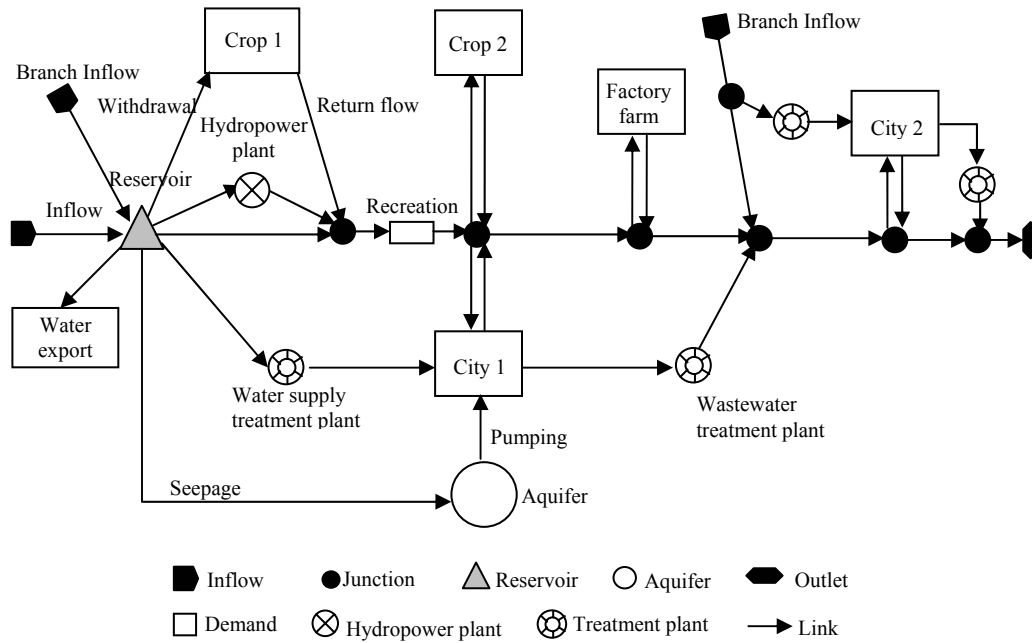 Crop 1
Crop 2
Branch Inflow
Branch Inflow
Withdrawal
Return flow
Hydropower
plant
Factory
farm
City 2
Reservoir
Recreation
Inflow
Water
export
City 1
Water supply
treatment plant
Wastewater
treatment plant
Pumping
Seepage
Aquifer
Inflow
Junction
Reservoir
Aquifer
Outlet
Demand
Hydropower plant
Treatment plant
Link